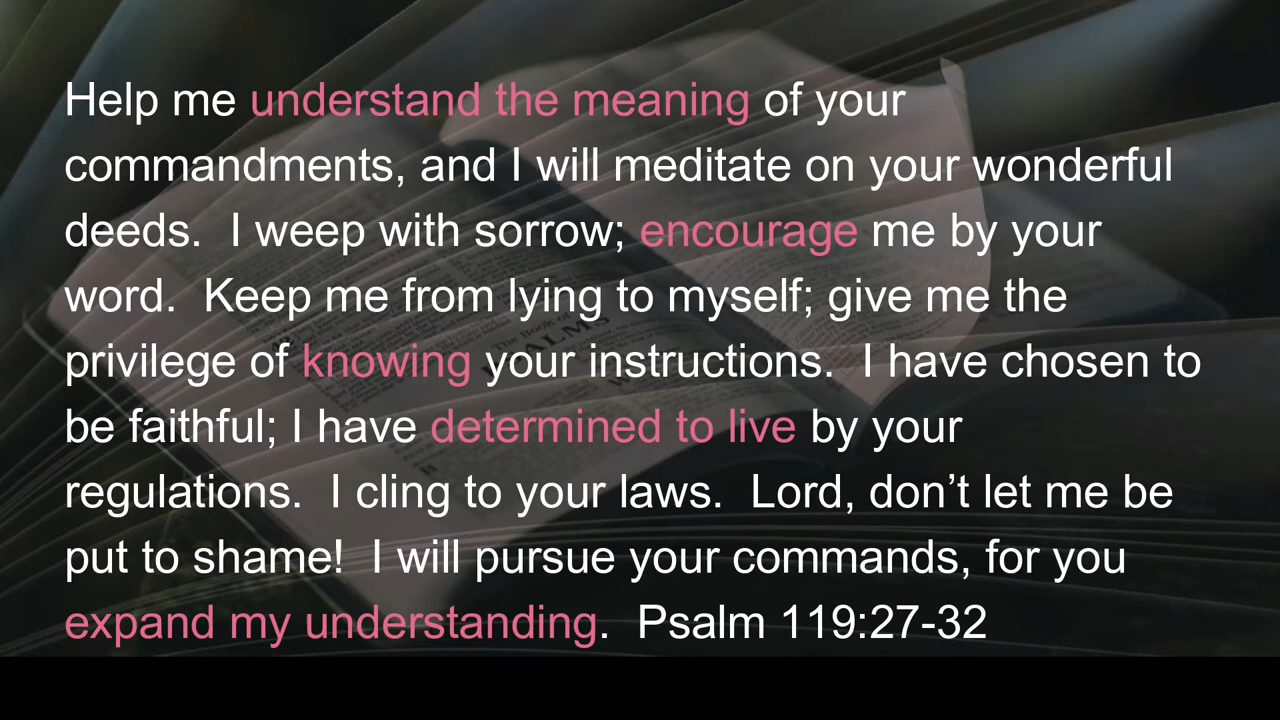 Help me understand the meaning of your
commandments, and I will meditate on your wonderful
deeds.  I weep with sorrow; encourage me by your
word.  Keep me from lying to myself; give me the
privilege of knowing your instructions.  I have chosen to
be faithful; I have determined to live by your
regulations.  I cling to your laws.  Lord, don’t let me be
put to shame!  I will pursue your commands, for you
expand my understanding.  Psalm 119:27-32
The Book
PSALMS